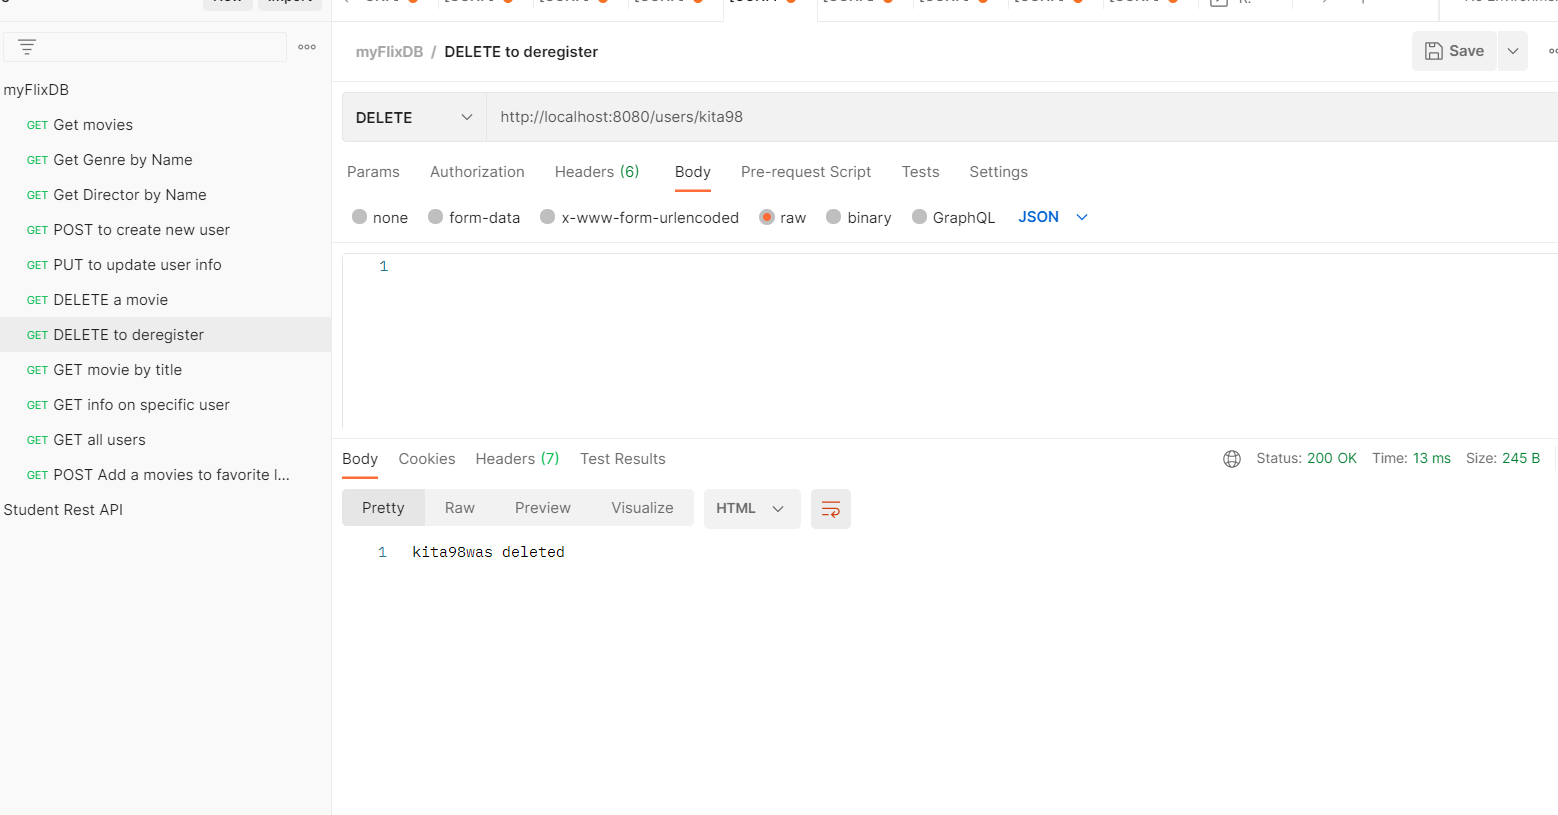 myFlixDB / DELETE to deregister
Save
myFlixDB
GET Get movies
GET Get Genre by Name
GET Get Director by Name
GET POST to create new user
GET PUT to update user info
GET DELETE a movie
GET DELETE to deregister
GET GET movie by title
GET GET info on specific user
GET GET all users
GET POST Add a movies to favorite l...
Student Rest API
DELETE http://localhost:8080/users/kita98
Params Authorization Headers (6) Body Pre-request Script Tests Settings
none form-data x-www-form-urlencoded raw binary GraphQL JSON
1
Body Cookies Headers (7) Test Results
Status: 200 OK Time: 13 ms Size: 245 B
Pretty Raw Preview Visualize HTML
1 kita98was deleted